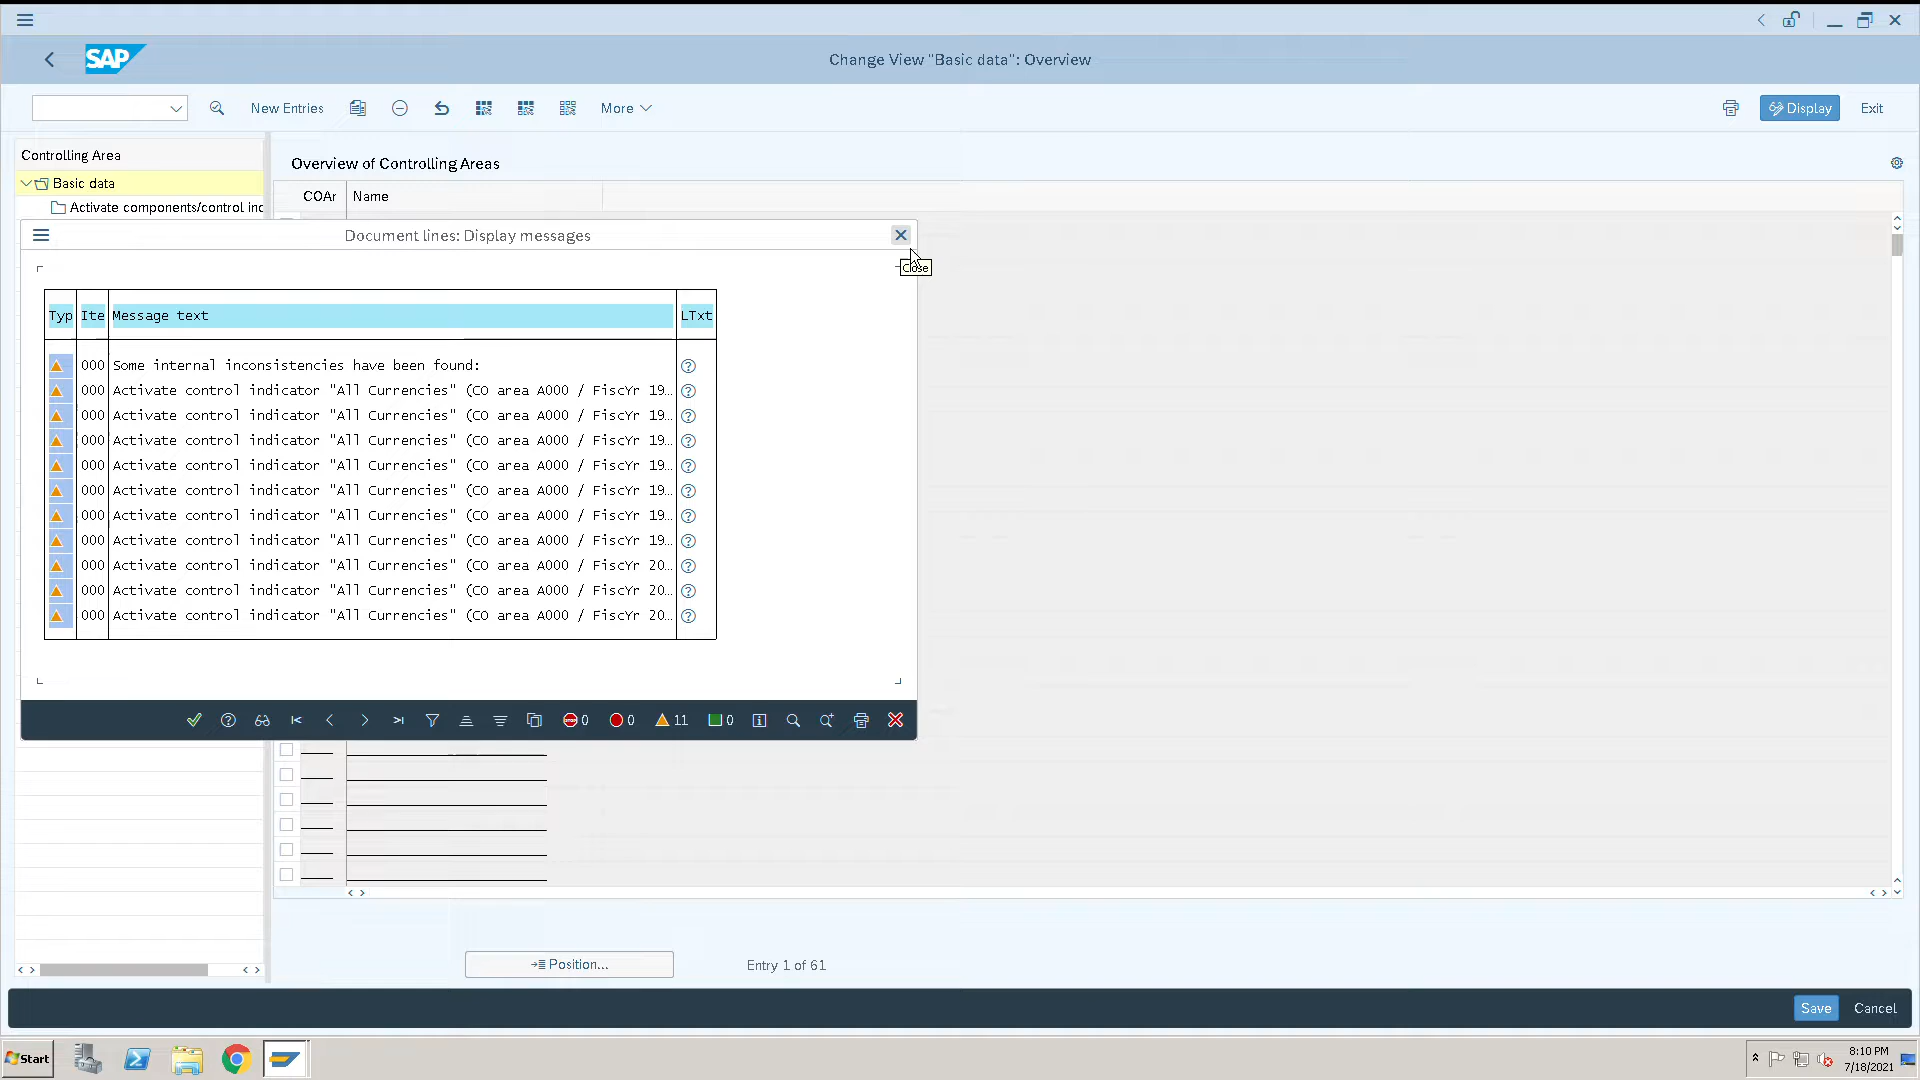 SAP
Change View "Basic data": Overview
New Entries
More
Display
Exit
Controlling Area
Basic data
Activate components/control inc
Overview of Controlling Areas
COAr
Name
Document lines: Display messages
Close
Typ
Ite
Message text
LTxt
000 Some internal inconsistencies have been found:
000 Activate control indicator "All Currencies" (CO area A000 / FiscYr 19…
000 Activate control indicator "All Currencies" (CO area A000 / FiscYr 19…
000 Activate control indicator "All Currencies" (CO area A000 / FiscYr 19…
000 Activate control indicator "All Currencies" (CO area A000 / FiscYr 19…
000 Activate control indicator "All Currencies" (CO area A000 / FiscYr 19…
000 Activate control indicator "All Currencies" (CO area A000 / FiscYr 19…
000 Activate control indicator "All Currencies" (CO area A000 / FiscYr 19…
000 Activate control indicator "All Currencies" (CO area A000 / FiscYr 20…
000 Activate control indicator "All Currencies" (CO area A000 / FiscYr 20…
000 Activate control indicator "All Currencies" (CO area A000 / FiscYr 20…
STOP 0
0
11
0
Position...
Entry 1 of 61
Save
Cancel
Start
8:10 PM
7/18/2021